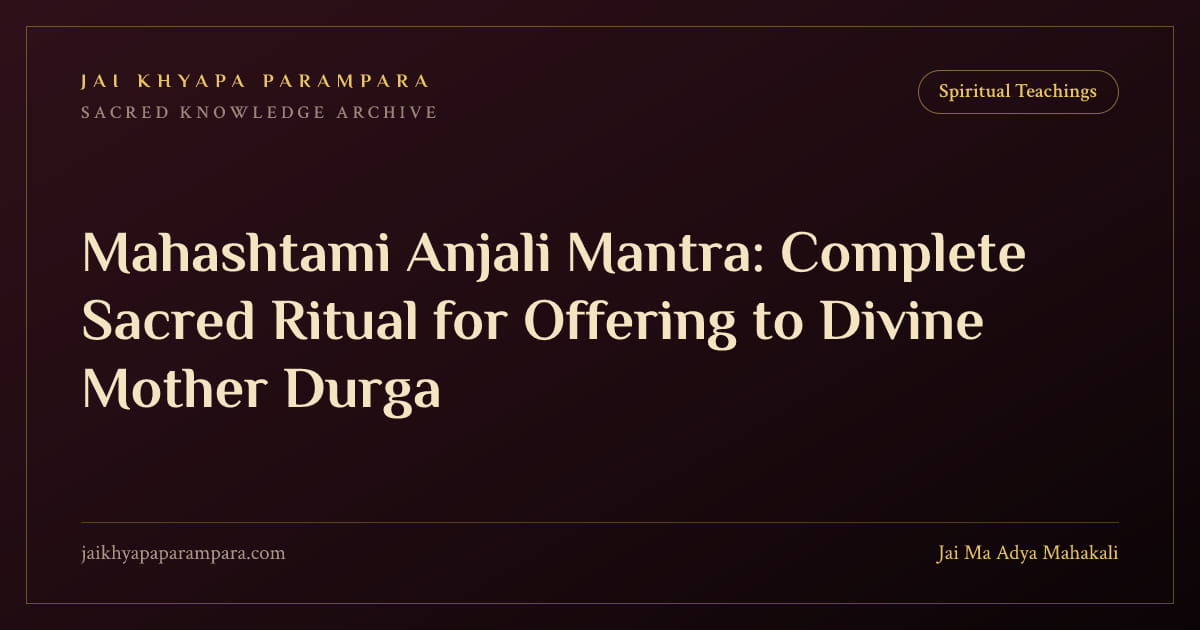 JAI KHYAPA PARAMPARA
SACRED KNOWLEDGE ARCHIVE
Spiritual Teachings
Mahashtami Anjali Mantra: Complete
Sacred Ritual for Offering to Divine
Mother Durga
jaikhyapaparampara.com
Jai Ma Adya Mahakali